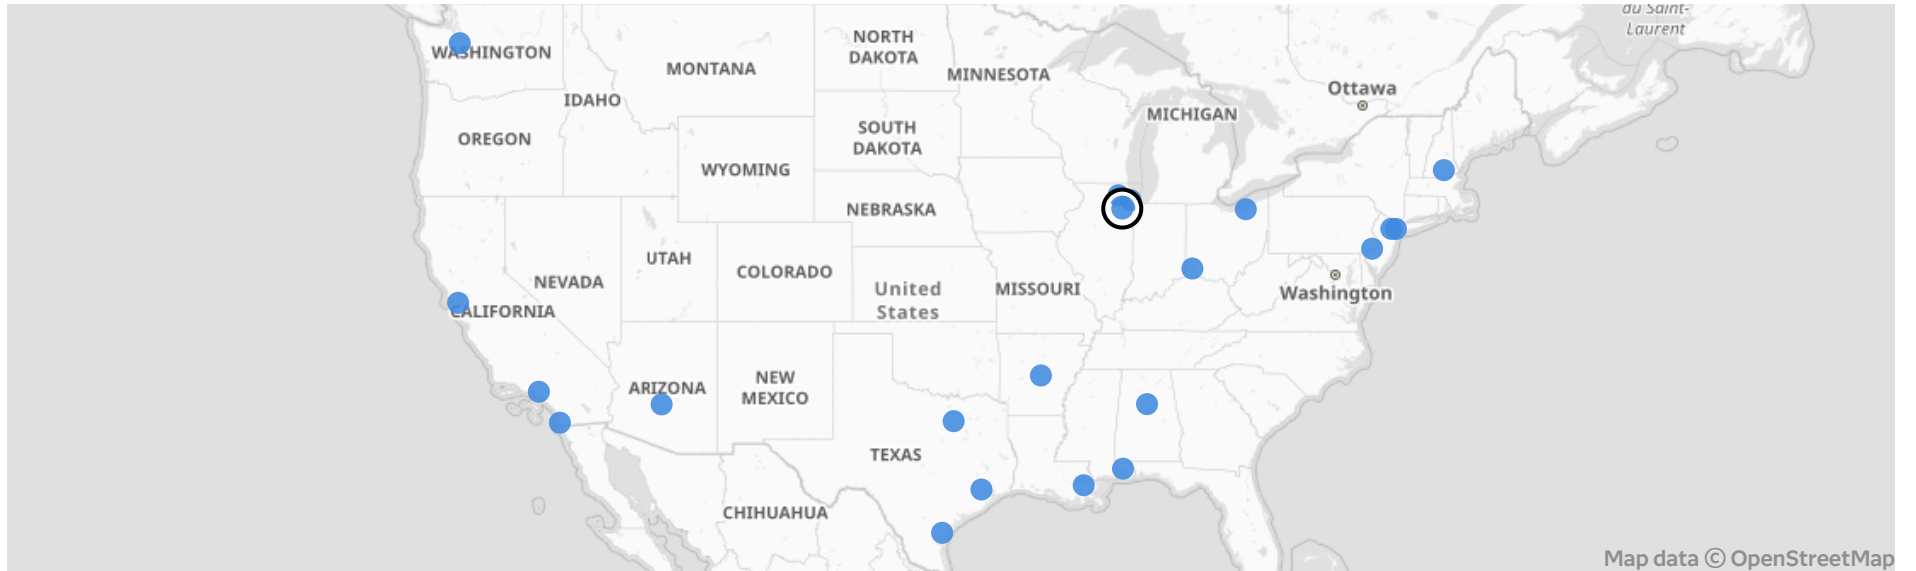 du Saint-
Laurent
WASHINGTON
MONTANA
NORTH
DAKOTA
MINNESOTA
Ottawa
IDAHO
MICHIGAN
OREGON
SOUTH
DAKOTA
WYOMING
NEBRASKA
UTAH
COLORADO
NEVADA
United
States
MISSOURI
Washington
CALIFORNIA
ARIZONA
NEW
MEXICO
TEXAS
CHIHUAHUA
Map data © OpenStreetMap